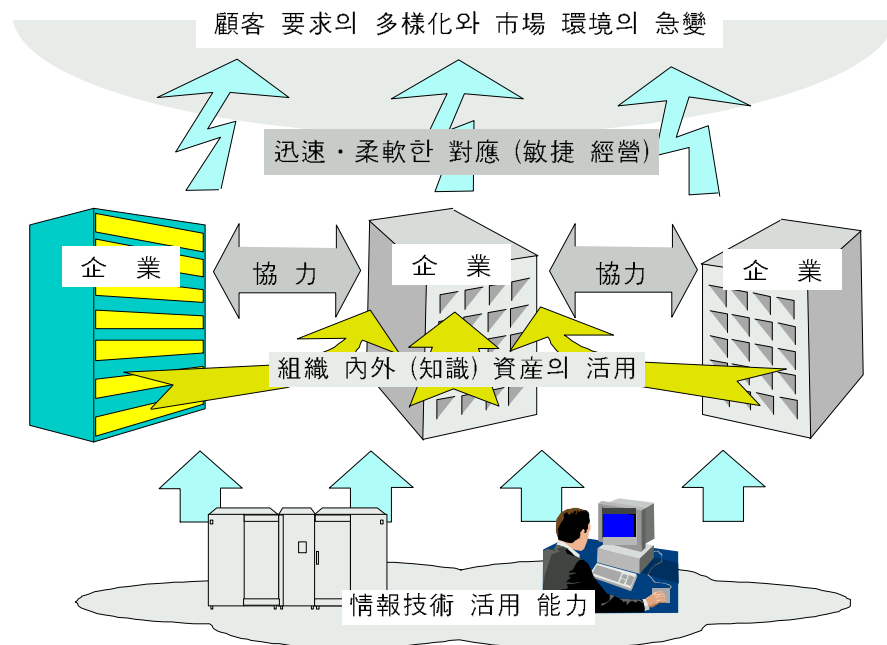 顧客 要求의 多樣化와 市場 環境의 急變
迅速·柔軟한 對應 (敏捷 經營)
企 業
協 力
企 業
協力
企 業
組織 內外 (知識) 資産의 活用
情報技術 活用 能力